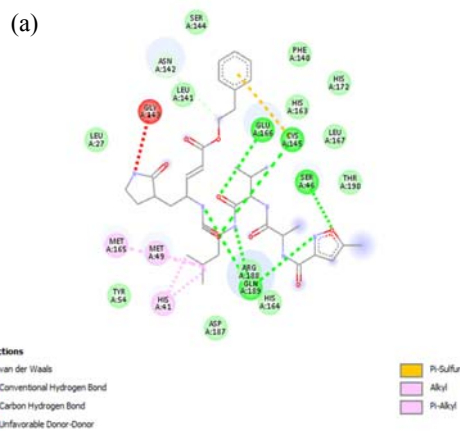 (a)
SER
A:144
ASN
A:142
PHE
A:140
LEU
A:141
HIS
A:172
GLY
A:143
HIS
A:163
GLU
A:166
CYS
A:145
LEU
A:27
LEU
A:167
SER
A:46
THR
A:190
MET
A:165
MET
A:49
ARG
A:188
GLN
A:189
TYR
A:54
HIS
A:41
HIS
A:164
ASP
A:187
ctions
van der Waals
Pi-Sulfur
Conventional Hydrogen Bond
Alkyl
Carbon Hydrogen Bond
Pi-Alkyl
Unfavorable Donor-Donor